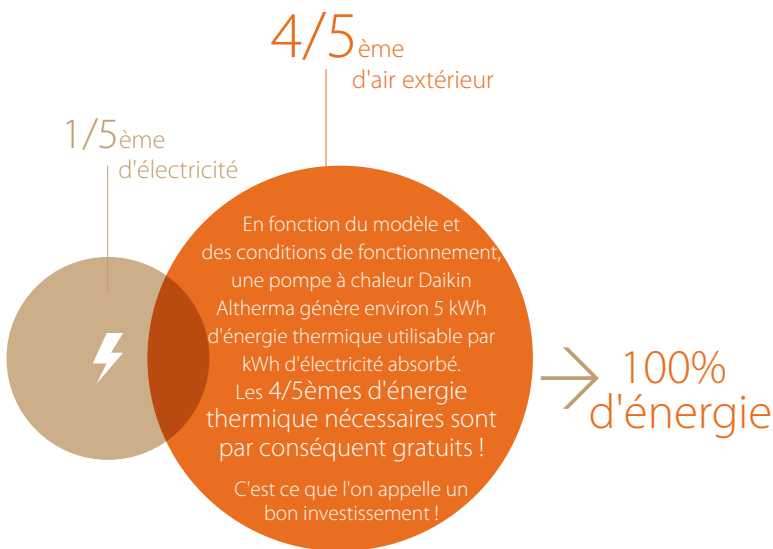 4/5ème
d'air extérieur
1/5ème
d'électricité
En fonction du modèle et
des conditions de fonctionnement,
une pompe à chaleur Daikin
Altherma génère environ 5 kWh
d'énergie thermique utilisable par
kWh d'électricité absorbé.
Les 4/5èmes d'énergie
thermique nécessaires sont
par conséquent gratuits !
C'est ce que l'on appelle un
bon investissement !
100%
d'énergie